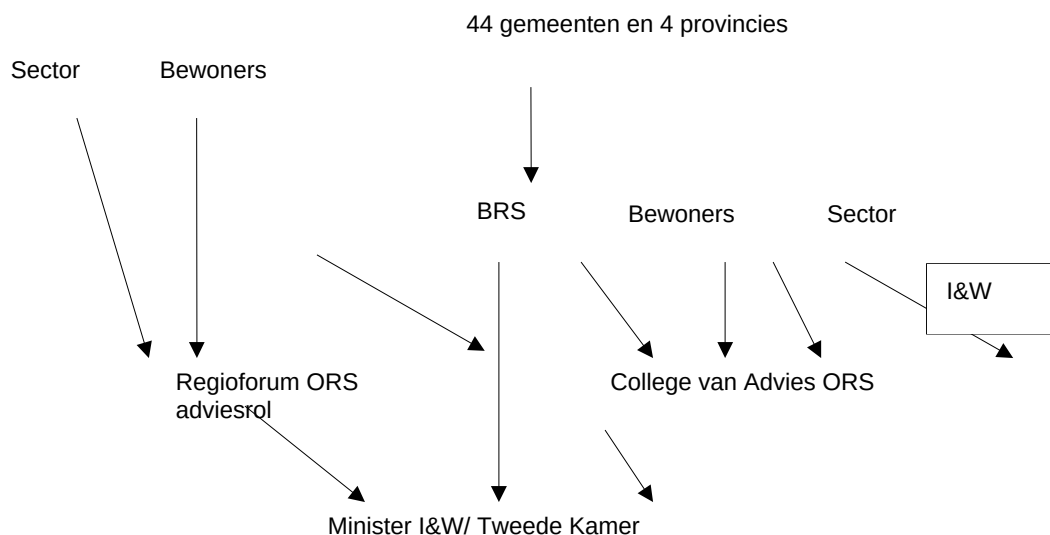 44 gemeenten en 4 provincies
Sector
Bewoners
BRS
Bewoners
Sector
I&W
Regioforum ORS
adviesrol
College van Advies ORS
Minister I&W/ Tweede Kamer